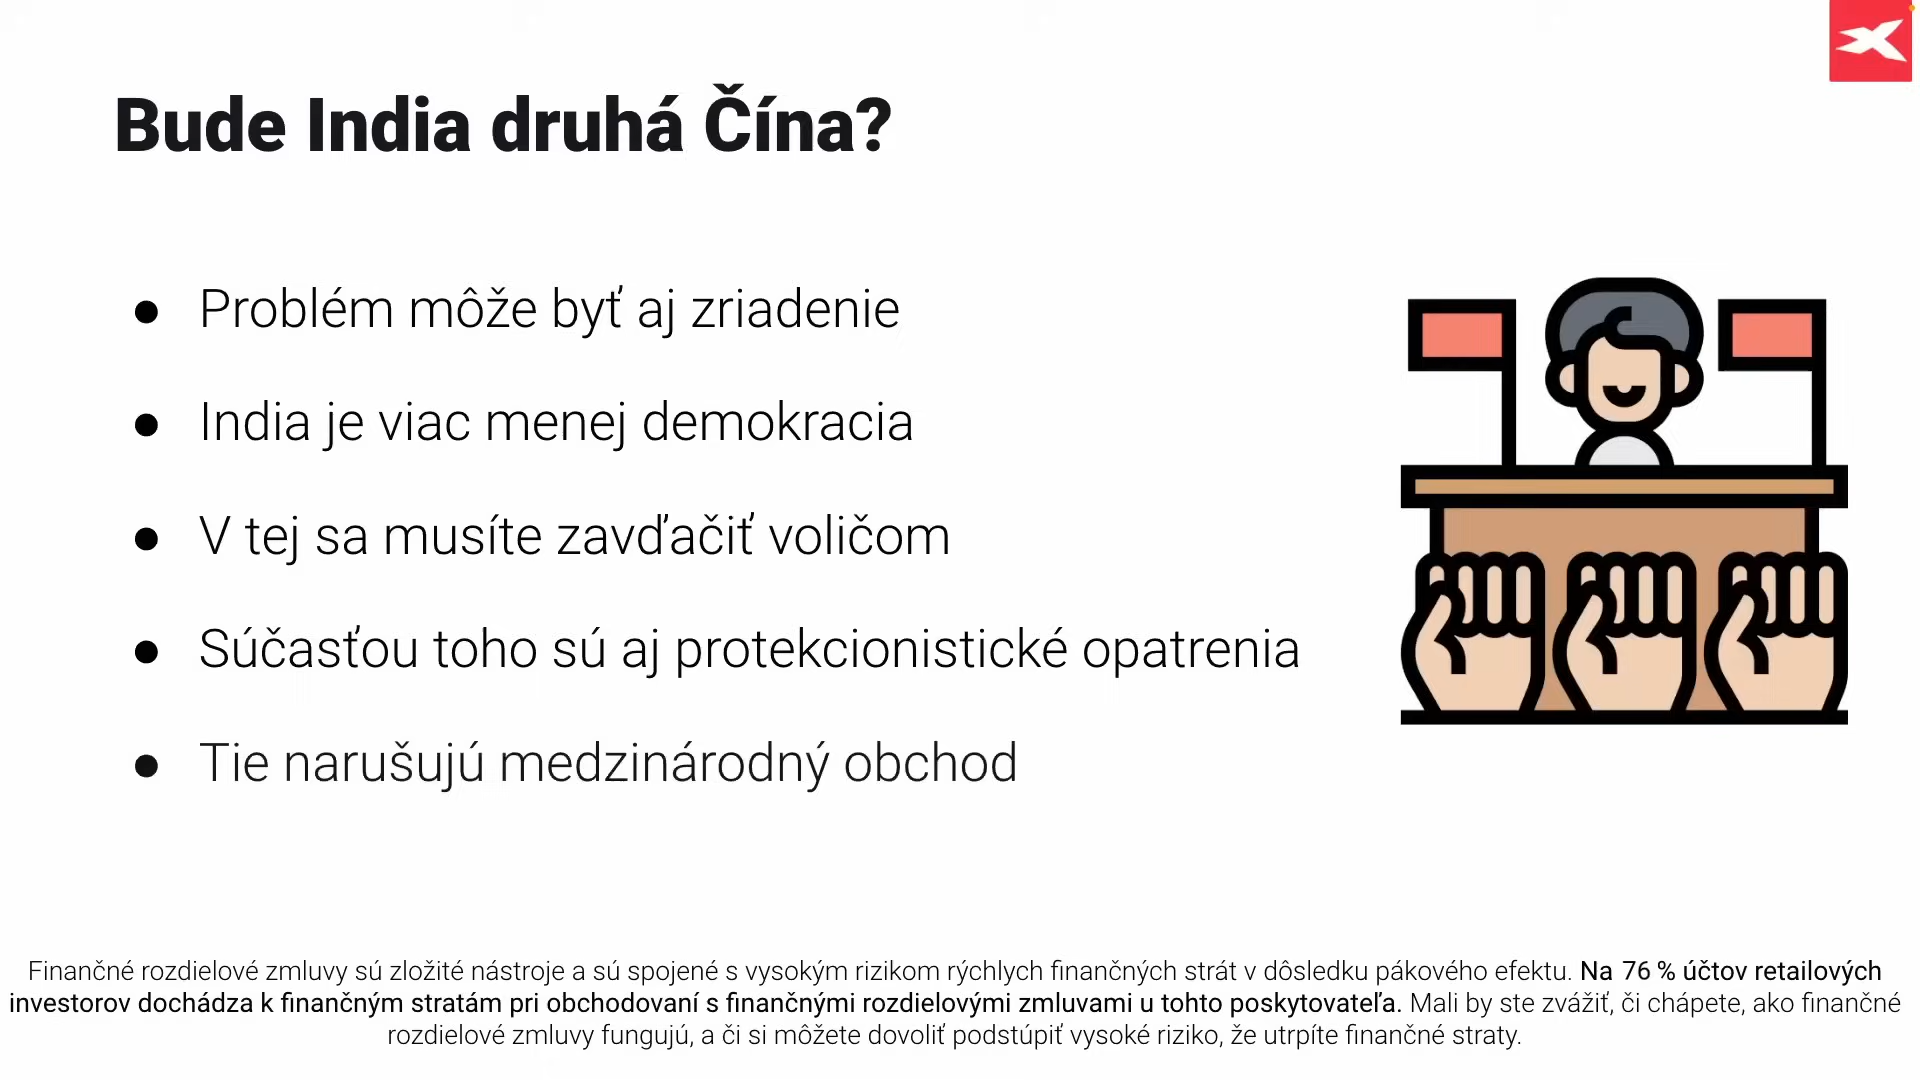 Bude India druhá Čína?
● Problém môže byť aj zriadenie
● India je viac menej demokracia
● V tej sa musíte zavďačiť voličom
● Súčasťou toho sú aj protekcionistické opatrenia
● Tie narušujú medzinárodný obchod
Finančné rozdielové zmluvy sú zložité nástroje a sú spojené s vysokým rizikom rýchlych finančných strát v dôsledku pákového efektu. Na 76 % účtov retailových
investorov dochádza k finančným stratám pri obchodovaní s finančnými rozdielovými zmluvami u tohto poskytovateľa. Mali by ste zvážiť, či chápete, ako finančné
rozdielové zmluvy fungujú, a či si môžete dovoliť podstúpiť vysoké riziko, že utrpíte finančné straty.